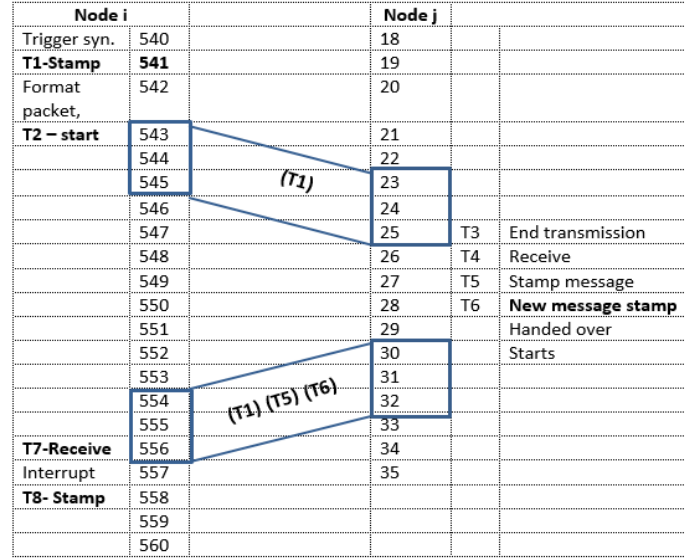 Node i Node j
Trigger syn. 540 18
T1-Stamp 541 19
Format 542 20
packet,
T2 – start 543 21
544 22
(T1)
545 23
546 24
547 25 T3 End transmission
548 26 T4 Receive
549 27 T5 Stamp message
550 28 T6 New message stamp
551 29 Handed over
552 30 Starts
553 31
(T1) (T5) (T6)
554 32
555 33
T7-Receive 556 34
Interrupt 557 35
T8- Stamp 558
559
560